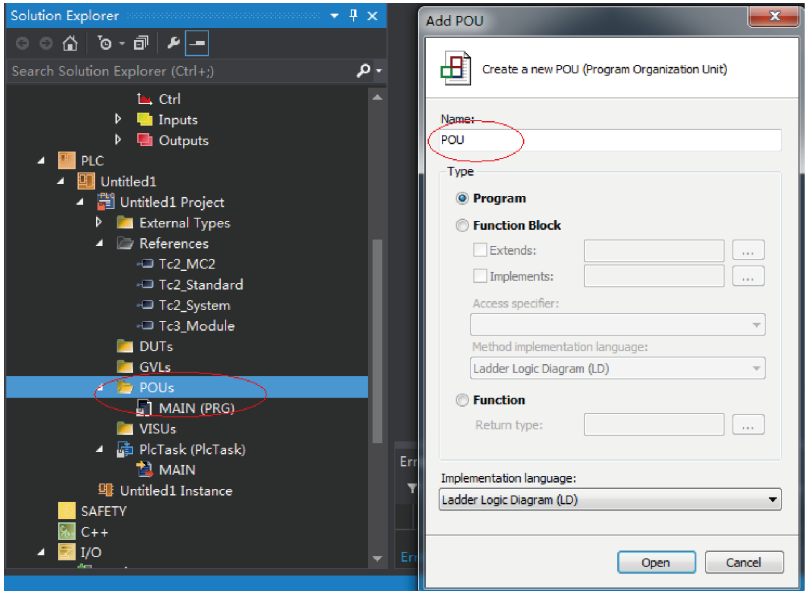 Solution Explorer
Search Solution Explorer (Ctrl+;)
Ctrl
Inputs
Outputs
PLC
Untitled1
Untitled1 Project
External Types
References
Tc2_MC2
Tc2_Standard
Tc2_System
Tc3_Module
DUTs
GVLs
POUs
MAIN (PRG)
VISUs
PlcTask (PlcTask)
MAIN
Untitled1 Instance
SAFETY
C++
I/O
Err
Err
Add POU
Create a new POU (Program Organization Unit)
Name:
POU
Type
Program
Function Block
Extends:
...
Implements:
...
Access specifier:
Method implementation language:
Ladder Logic Diagram (LD)
Function
Return type:
...
Implementation language:
Ladder Logic Diagram (LD)
Open
Cancel